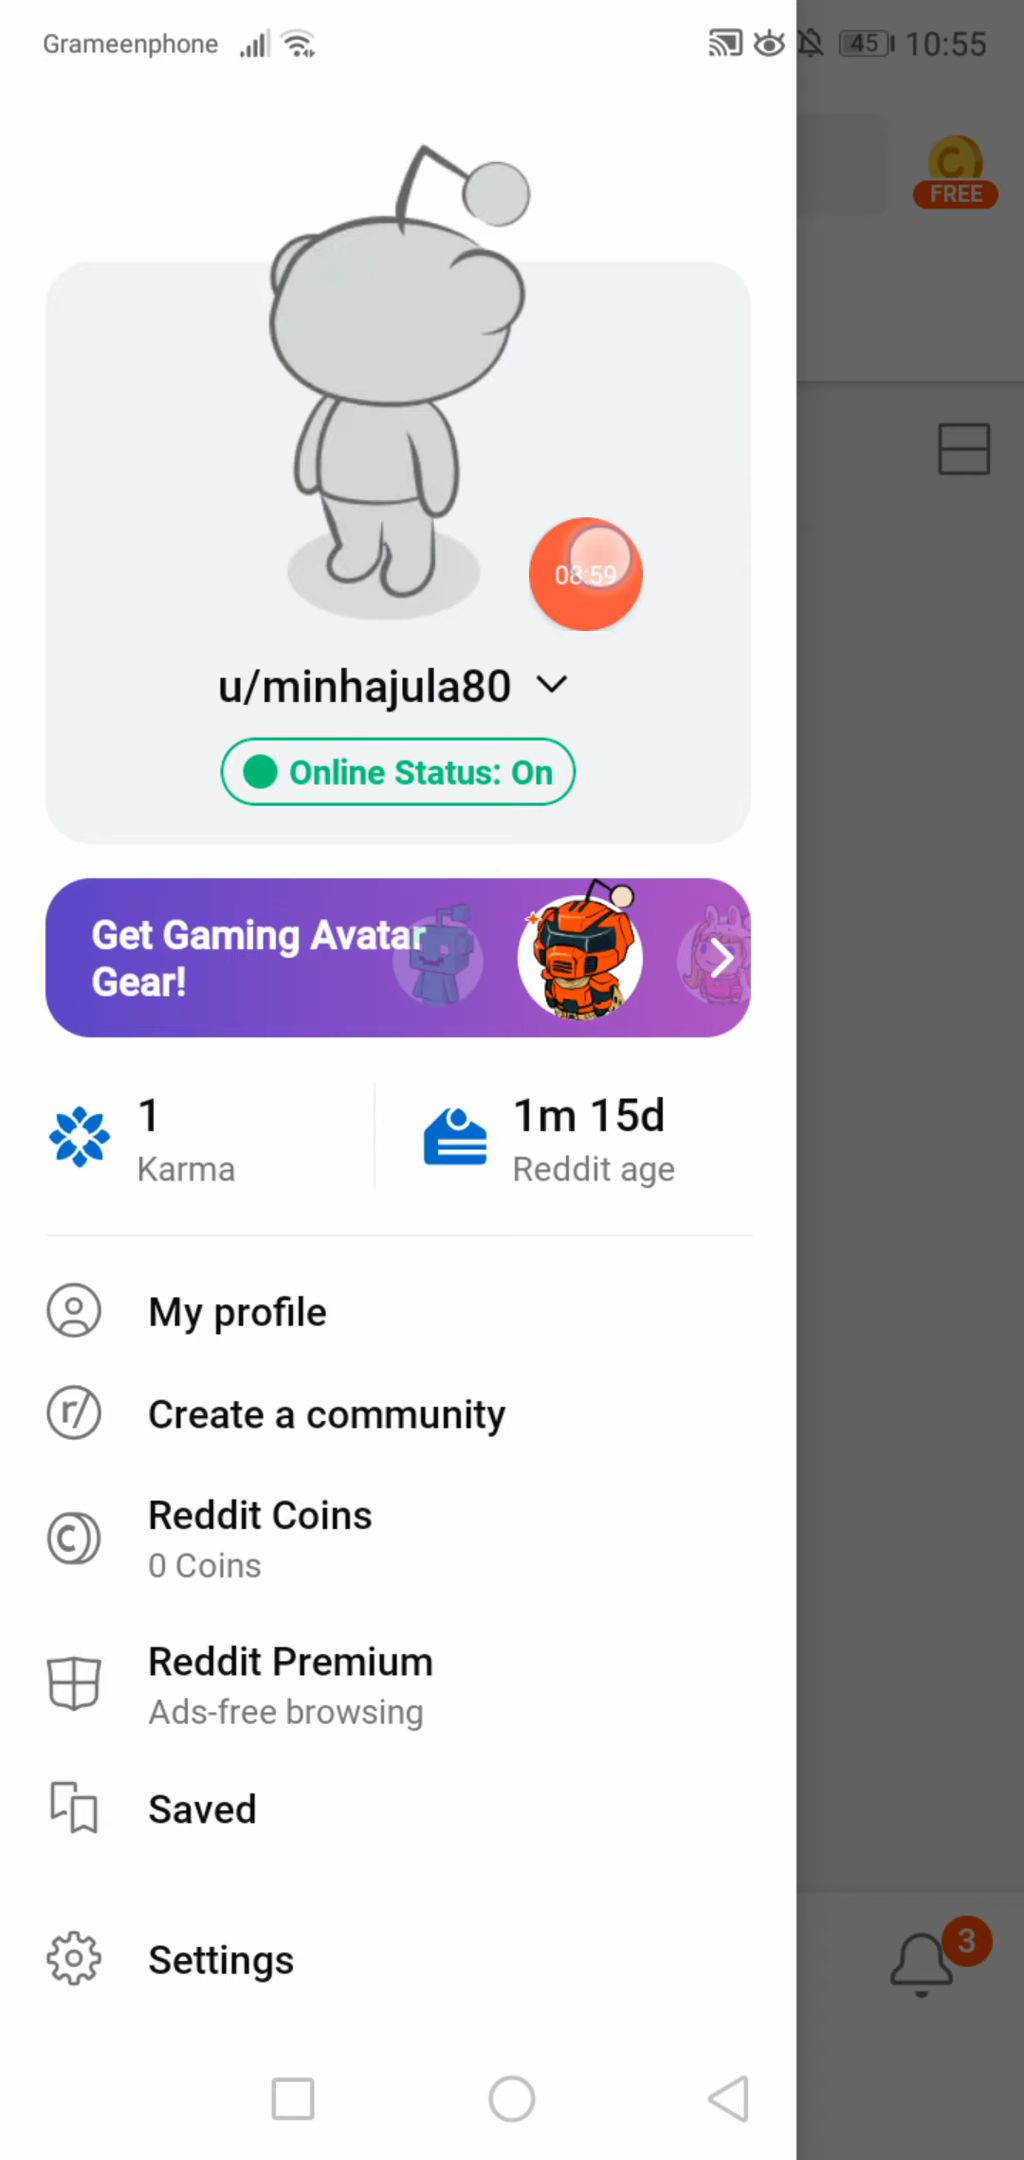 Grameenphone
45 10:55
FREE
08:59
u/minhajula80
Online Status: On
Get Gaming Avatar
Gear!
1
Karma
1m 15d
Reddit age
My profile
r/ Create a community
Reddit Coins
0 Coins
Reddit Premium
Ads-free browsing
Saved
Settings
3